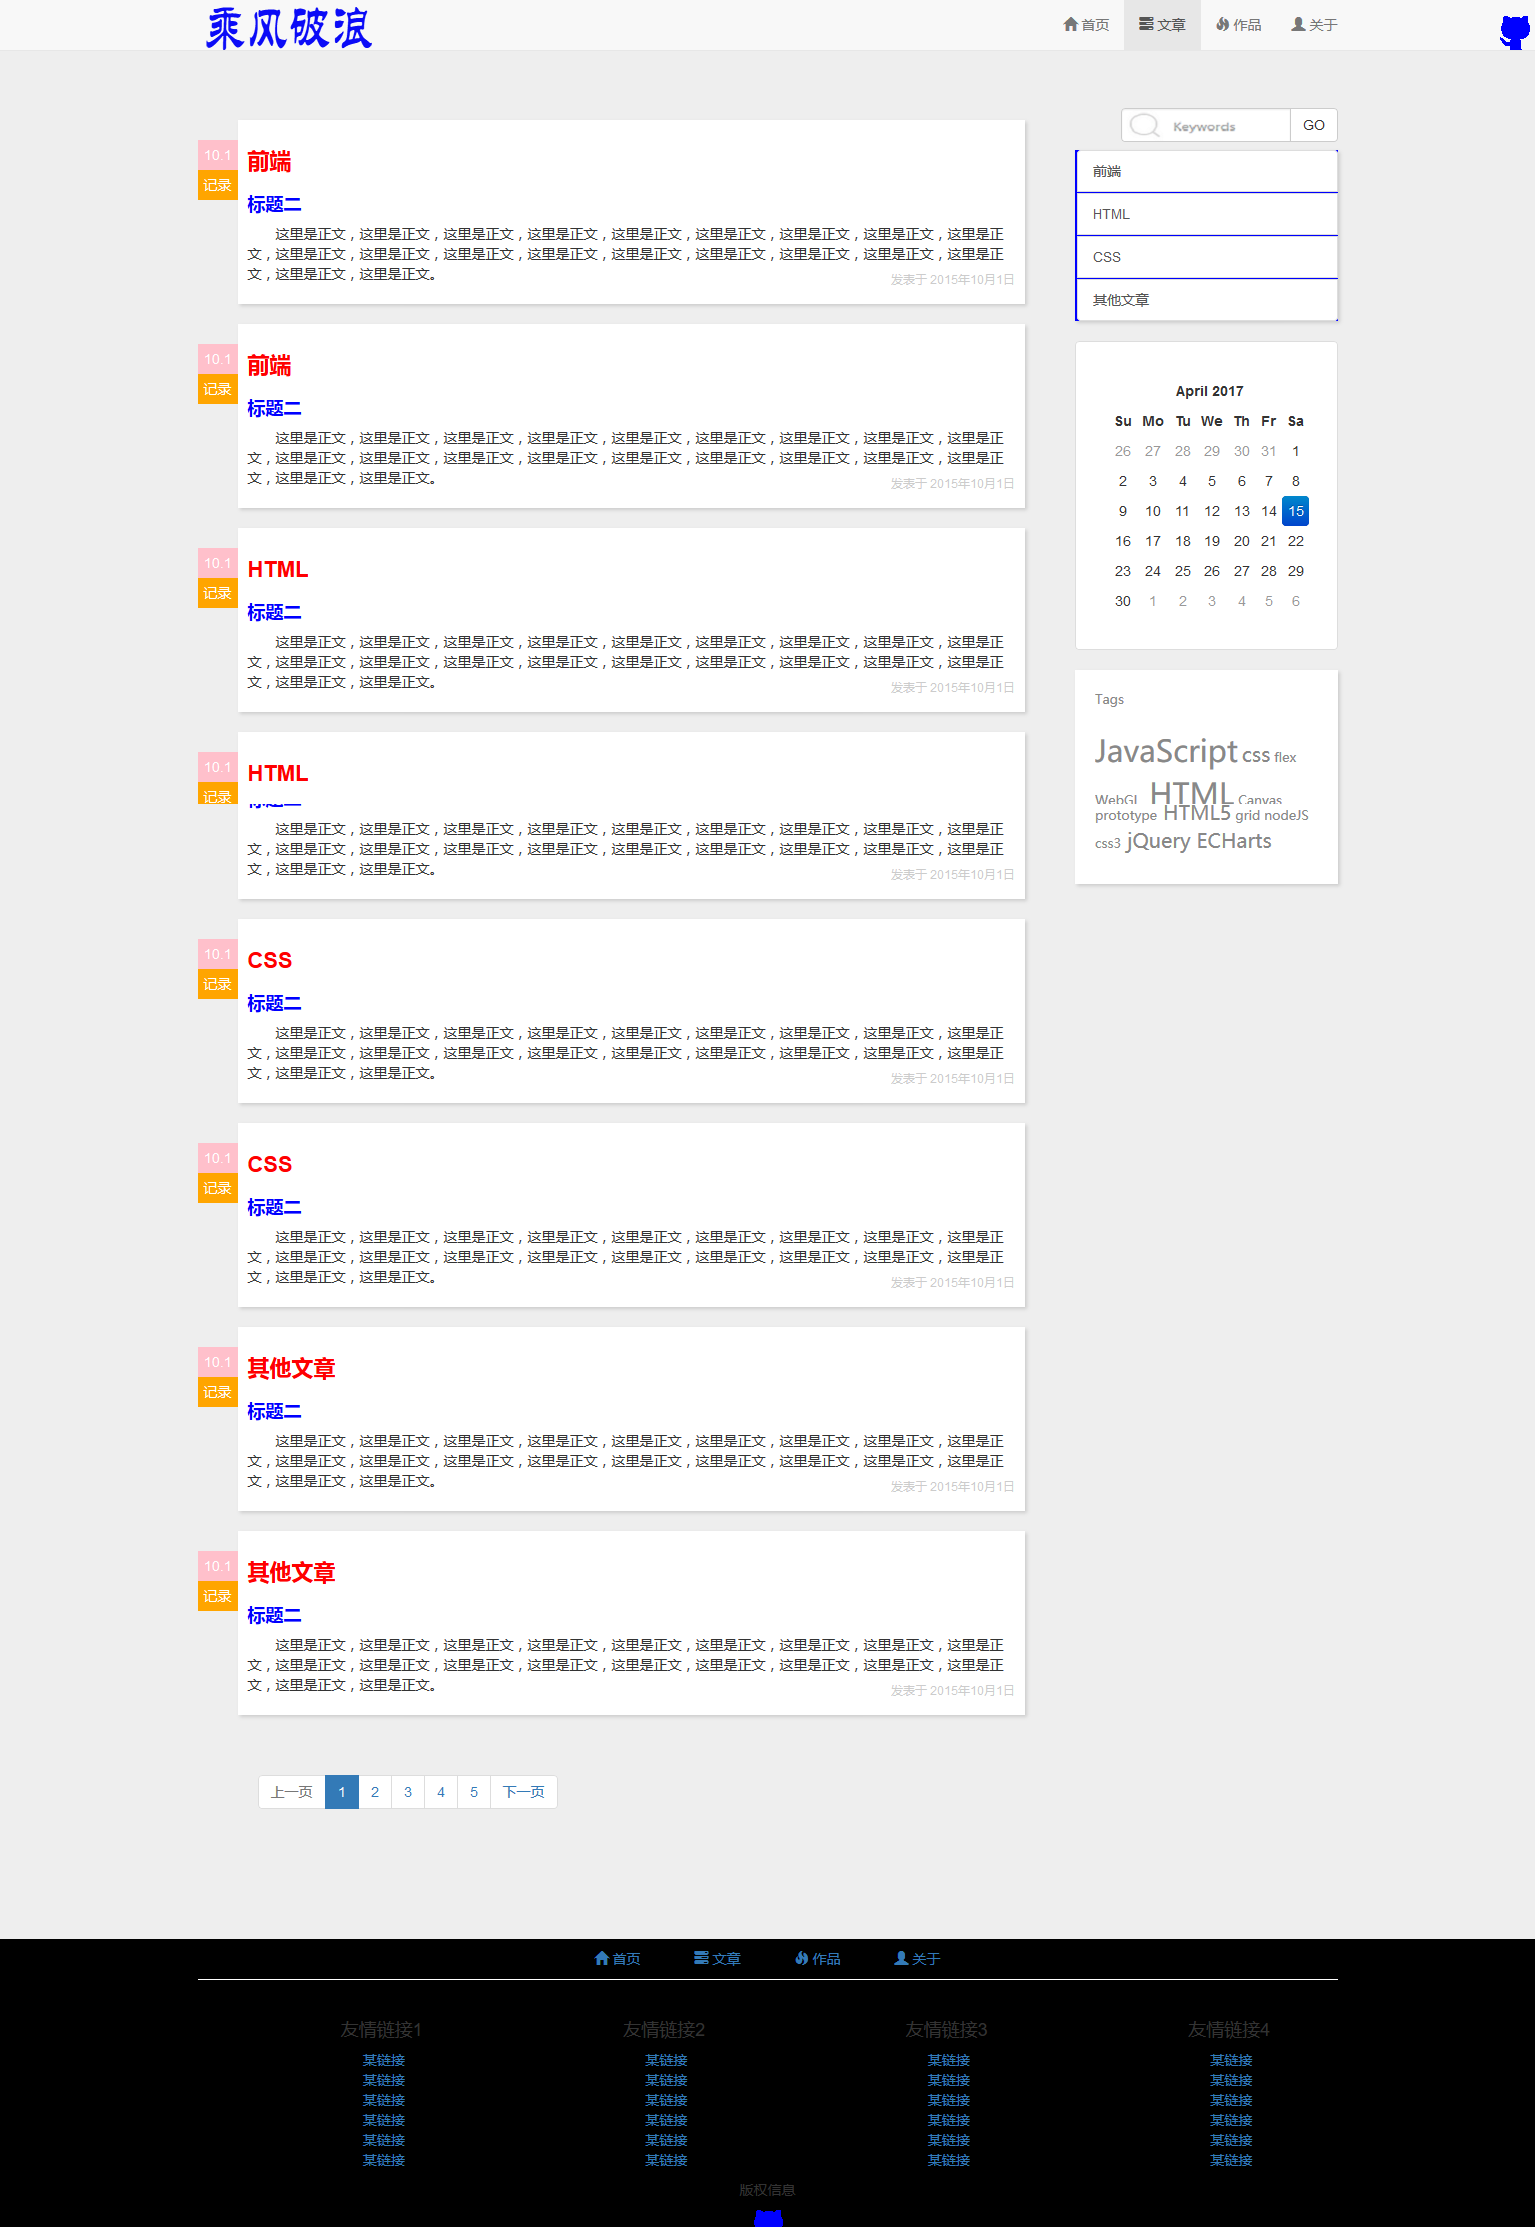 乘风破浪
首页 文章 作品 关于
10.1
记录
前端
标题二
这里是正文，这里是正文，这里是正文，这里是正文，这里是正文，这里是正文，这里是正文，这里是正文，这里是正
文，这里是正文，这里是正文，这里是正文，这里是正文，这里是正文，这里是正文，这里是正文，这里是正文，这里是正
文，这里是正文，这里是正文。
发表于 2015年10月1日
10.1
记录
前端
标题二
这里是正文，这里是正文，这里是正文，这里是正文，这里是正文，这里是正文，这里是正文，这里是正文，这里是正
文，这里是正文，这里是正文，这里是正文，这里是正文，这里是正文，这里是正文，这里是正文，这里是正文，这里是正
文，这里是正文，这里是正文。
发表于 2015年10月1日
10.1
记录
HTML
标题二
这里是正文，这里是正文，这里是正文，这里是正文，这里是正文，这里是正文，这里是正文，这里是正文，这里是正
文，这里是正文，这里是正文，这里是正文，这里是正文，这里是正文，这里是正文，这里是正文，这里是正文，这里是正
文，这里是正文，这里是正文。
发表于 2015年10月1日
10.1
记录
HTML
这里是正文，这里是正文，这里是正文，这里是正文，这里是正文，这里是正文，这里是正文，这里是正文，这里是正
文，这里是正文，这里是正文，这里是正文，这里是正文，这里是正文，这里是正文，这里是正文，这里是正文，这里是正
文，这里是正文，这里是正文。
发表于 2015年10月1日
10.1
记录
CSS
标题二
这里是正文，这里是正文，这里是正文，这里是正文，这里是正文，这里是正文，这里是正文，这里是正文，这里是正
文，这里是正文，这里是正文，这里是正文，这里是正文，这里是正文，这里是正文，这里是正文，这里是正文，这里是正
文，这里是正文，这里是正文。
发表于 2015年10月1日
10.1
记录
CSS
标题二
这里是正文，这里是正文，这里是正文，这里是正文，这里是正文，这里是正文，这里是正文，这里是正文，这里是正
文，这里是正文，这里是正文，这里是正文，这里是正文，这里是正文，这里是正文，这里是正文，这里是正文，这里是正
文，这里是正文，这里是正文。
发表于 2015年10月1日
10.1
记录
其他文章
标题二
这里是正文，这里是正文，这里是正文，这里是正文，这里是正文，这里是正文，这里是正文，这里是正文，这里是正
文，这里是正文，这里是正文，这里是正文，这里是正文，这里是正文，这里是正文，这里是正文，这里是正文，这里是正
文，这里是正文，这里是正文。
发表于 2015年10月1日
10.1
记录
其他文章
标题二
这里是正文，这里是正文，这里是正文，这里是正文，这里是正文，这里是正文，这里是正文，这里是正文，这里是正
文，这里是正文，这里是正文，这里是正文，这里是正文，这里是正文，这里是正文，这里是正文，这里是正文，这里是正
文，这里是正文，这里是正文。
发表于 2015年10月1日
上一页 1 2 3 4 5 下一页
Keywords GO
前端
HTML
CSS
其他文章
April 2017
Su Mo Tu We Th Fr Sa
26 27 28 29 30 31 1
2 3 4 5 6 7 8
9 10 11 12 13 14 15
16 17 18 19 20 21 22
23 24 25 26 27 28 29
30 1 2 3 4 5 6
Tags
JavaScript css flex
WebGL HTML Canvas
prototype HTML5 grid nodeJS
css3 jQuery ECHarts
首页 文章 作品 关于
友情链接1 友情链接2 友情链接3 友情链接4
某链接 某链接 某链接 某链接
某链接 某链接 某链接 某链接
某链接 某链接 某链接 某链接
某链接 某链接 某链接 某链接
某链接 某链接 某链接 某链接
某链接 某链接 某链接 某链接
版权信息